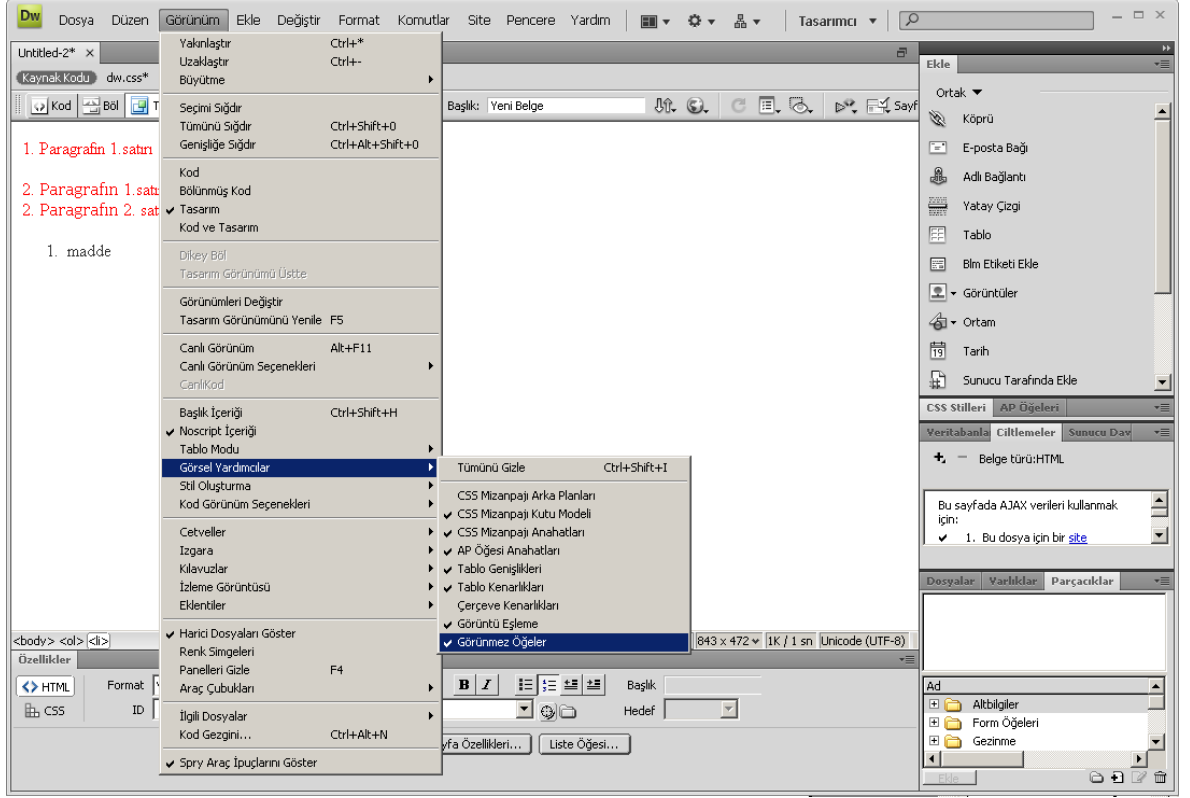 Dw Dosya Düzen Görünüm Ekle Değiştir Format Komutlar Site Pencere Yardım Tasarımcı
Untitled-2*
Kaynak Kodu dw.css*
Kod Böl T Başlık: Yeni Belge Sayf
1. Paragrafın 1.satırı
2. Paragrafın 1.satı
2. Paragrafın 2. sat
1. madde
Yakınlaştır Ctrl+*
Uzaklaştır Ctrl+-
Büyütme
Seçimi Sığdır
Tümünü Sığdır Ctrl+Shift+0
Genişliğe Sığdır Ctrl+Alt+Shift+0
Kod
Bölünmüş Kod
Tasarım
Kod ve Tasarım
Dikey Böl
Tasarım Görünümü Üstte
Görünümleri Değiştir
Tasarım Görünümünü Yenile F5
Canlı Görünüm Alt+F11
Canlı Görünüm Seçenekleri
CanlıKod
Başlık İçeriği Ctrl+Shift+H
Noscript İçeriği
Tablo Modu
Görsel Yardımcılar
Stil Oluşturma
Kod Görünüm Seçenekleri
Cetveller
Izgara
Kılavuzlar
İzleme Görüntüsü
Eklentiler
Harici Dosyaları Göster
Renk Simgeleri
Panelleri Gizle F4
Araç Çubukları
İlgili Dosyalar
Kod Gezgini... Ctrl+Alt+N
Spry Araç İpuçlarını Göster
Tümünü Gizle Ctrl+Shift+I
CSS Mizanpajı Arka Planları
CSS Mizanpajı Kutu Modeli
CSS Mizanpajı Anahatları
AP Öğesi Anahatları
Tablo Genişlikleri
Tablo Kenarlıkları
Çerçeve Kenarlıkları
Görüntü Eşleme
Görünmez Öğeler
<body> <ol> <li> 843 x 472 1K / 1 sn Unicode (UTF-8)
Özellikler
HTML Format B I Başlık
CSS ID Hedef
yfa Özellikleri... Liste Öğesi...
Ekle
Ortak
Köprü
E-posta Bağı
Adlı Bağlantı
Yatay Çizgi
Tablo
Blm Etiketi Ekle
Görüntüler
Ortam
19 Tarih
Sunucu Tarafında Ekle
CSS Stilleri AP Öğeleri
Veritabanla Ciltlemeler Sunucu Dav
Belge türü:HTML
Bu sayfada AJAX verileri kullanmak
için:
1. Bu dosya için bir site
Dosyalar Varlıklar Parçacıklar
Ad
Altbilgiler
Form Öğeleri
Gezinme
Ekle